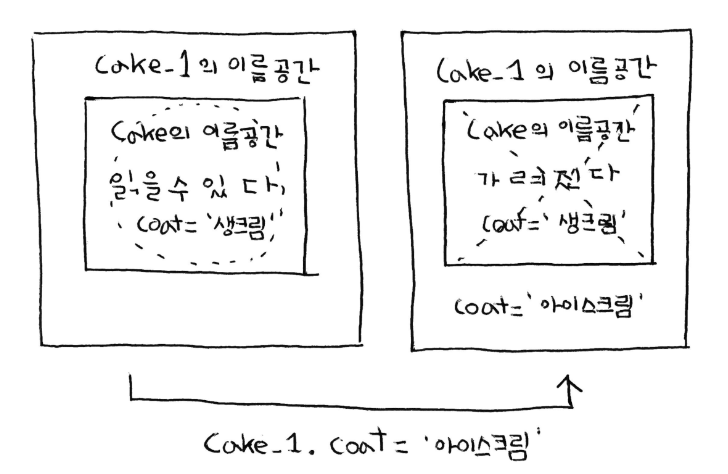 Cake_1의 이름공간
Cake의 이름공간
읽을 수 있다,
coat='생크림'
Cake_1의 이름공간
Cake의 이름공간
가려진다
coat='생크림'
coat='아이스크림'
Cake_1. coat='아이스크림'